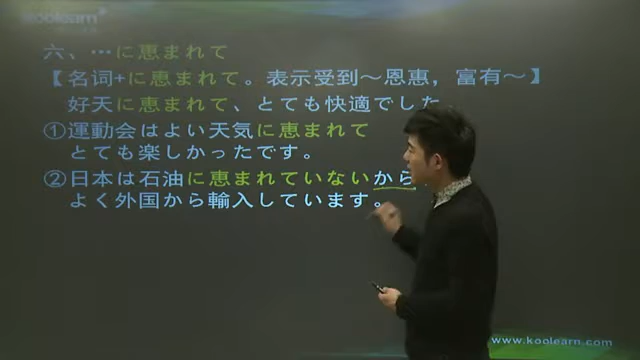 koolearn
六、…に恵まれて
【名词+に恵まれて。表示受到～恩惠，富有～】
好天に恵まれて、とても快適でした
①運動会はよい天気に恵まれて
とても楽しかったです。
②日本は石油に恵まれていないから
よく外国から輸入しています。
www.koolearn.com